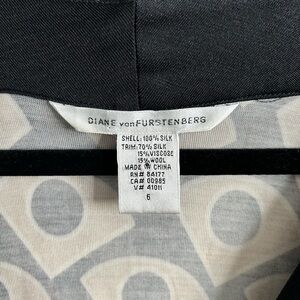 DIANE von FURSTENBERG
SHELL: 100% SILK
TRIM: 70% SILK
15% VISCOSE
15% WOOL
MADE IN CHINA
RN# 84177
CA# 00985
V# 41011
6